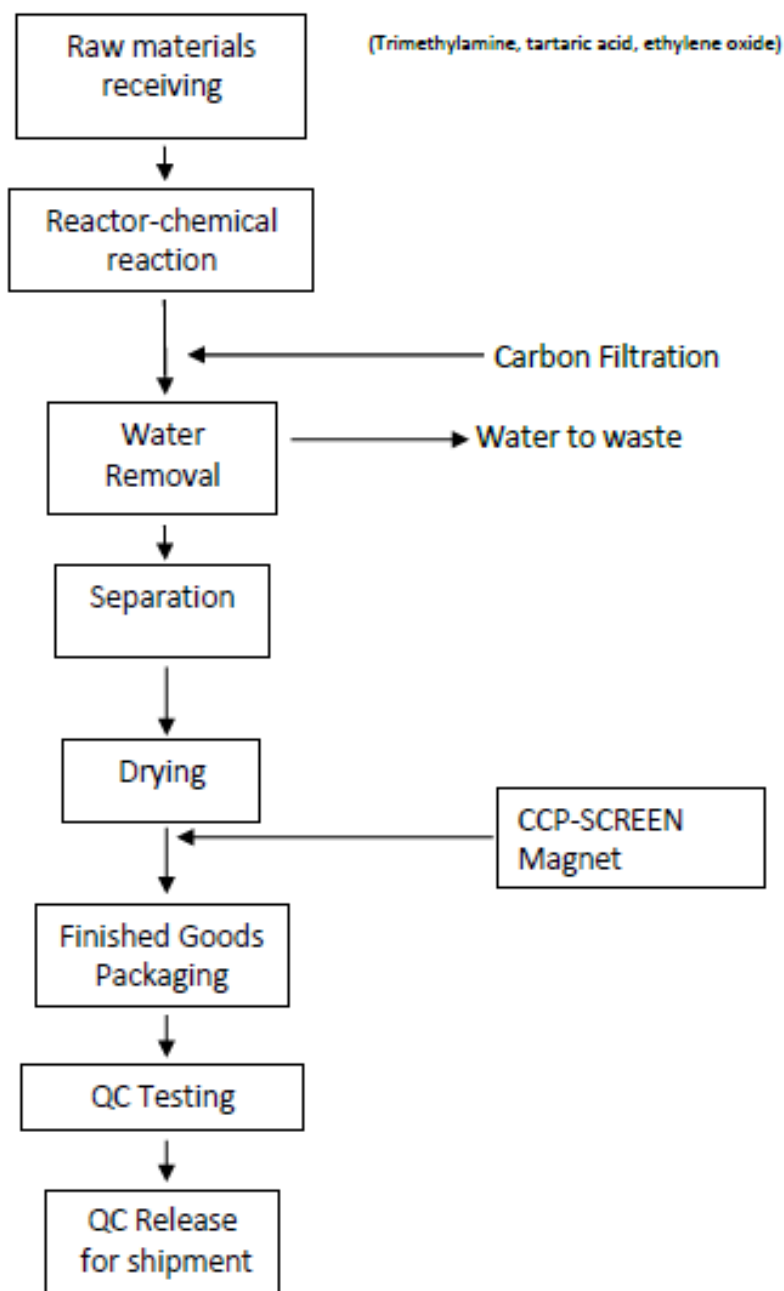 Raw materials
receiving
(Trimethylamine, tartaric acid, ethylene oxide)
Reactor-chemical
reaction
Carbon Filtration
Water
Removal
Water to waste
Separation
Drying
CCP-SCREEN
Magnet
Finished Goods
Packaging
QC Testing
QC Release
for shipment